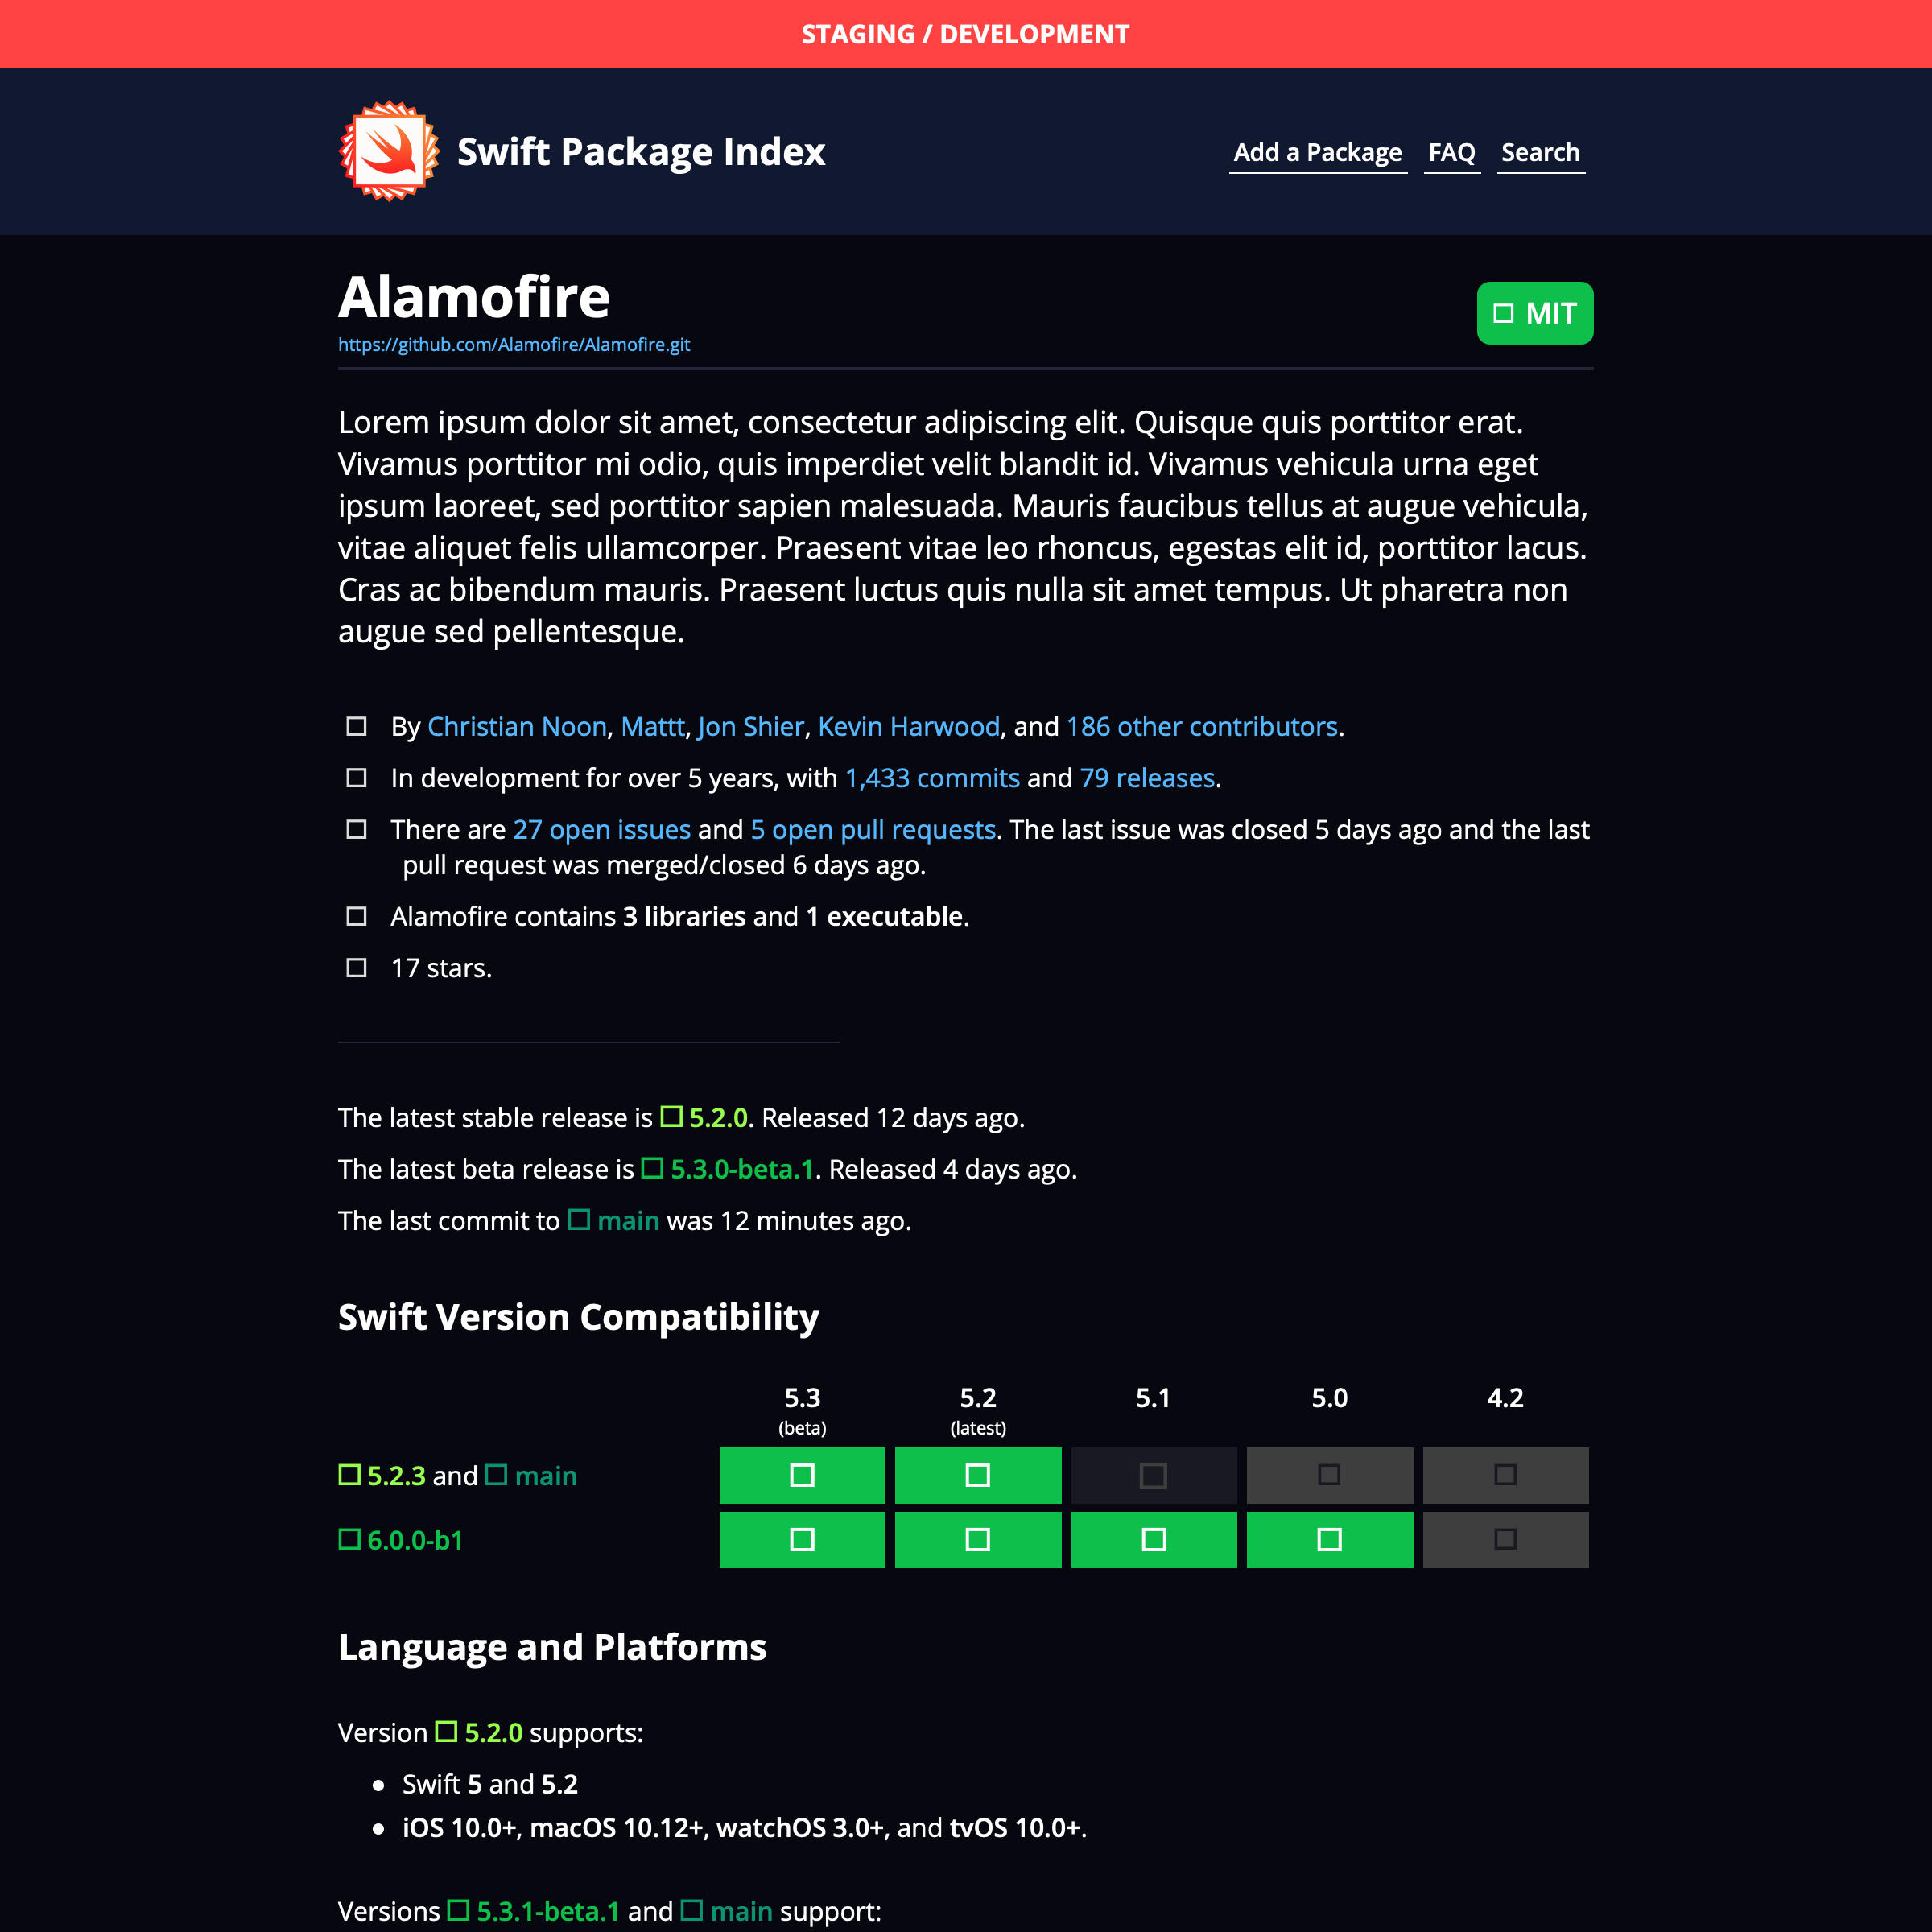 STAGING / DEVELOPMENT
Swift Package Index
Add a Package FAQ Search
Alamofire
MIT
https://github.com/Alamofire/Alamofire.git
Lorem ipsum dolor sit amet, consectetur adipiscing elit. Quisque quis porttitor erat.
Vivamus porttitor mi odio, quis imperdiet velit blandit id. Vivamus vehicula urna eget
ipsum laoreet, sed porttitor sapien malesuada. Mauris faucibus tellus at augue vehicula,
vitae aliquet felis ullamcorper. Praesent vitae leo rhoncus, egestas elit id, porttitor lacus.
Cras ac bibendum mauris. Praesent luctus quis nulla sit amet tempus. Ut pharetra non
augue sed pellentesque.
By Christian Noon, Mattt, Jon Shier, Kevin Harwood, and 186 other contributors.
In development for over 5 years, with 1,433 commits and 79 releases.
There are 27 open issues and 5 open pull requests. The last issue was closed 5 days ago and the last
pull request was merged/closed 6 days ago.
Alamofire contains 3 libraries and 1 executable.
17 stars.
The latest stable release is 5.2.0. Released 12 days ago.
The latest beta release is 5.3.0-beta.1. Released 4 days ago.
The last commit to main was 12 minutes ago.
Swift Version Compatibility
5.3 5.2 5.1 5.0 4.2
(beta) (latest)
5.2.3 and main
6.0.0-b1
Language and Platforms
Version 5.2.0 supports:
● Swift 5 and 5.2
● iOS 10.0+, macOS 10.12+, watchOS 3.0+, and tvOS 10.0+.
Versions 5.3.1-beta.1 and main support: